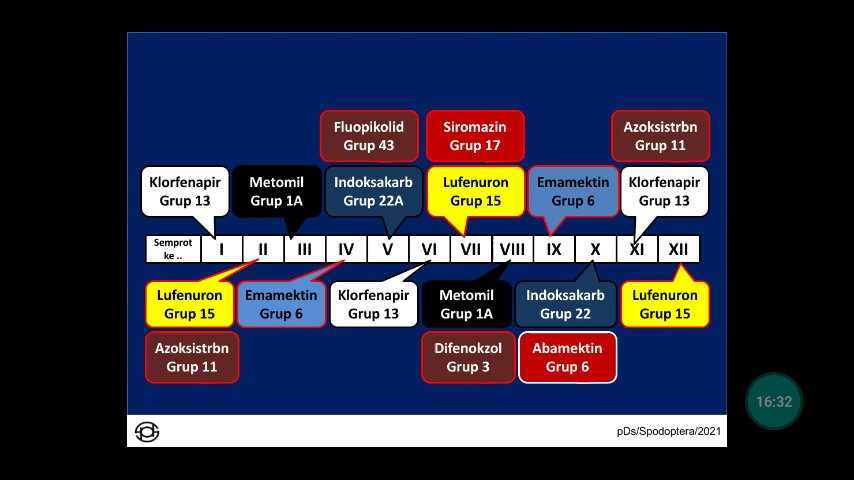 Fluopikolid
Grup 43
Siromazin
Grup 17
Azoksistrbn
Grup 11
Klorfenapir
Grup 13
Metomil
Grup 1A
Indoksakarb
Grup 22A
Lufenuron
Grup 15
Emamektin
Grup 6
Klorfenapir
Grup 13
Semprot
ke ..
I II III IV V VI VII VIII IX X XI XII
Lufenuron
Grup 15
Emamektin
Grup 6
Klorfenapir
Grup 13
Metomil
Grup 1A
Indoksakarb
Grup 22
Lufenuron
Grup 15
Azoksistrbn
Grup 11
Difenokzol
Grup 3
Abamektin
Grup 6
16:32
pDs/Spodoptera/2021